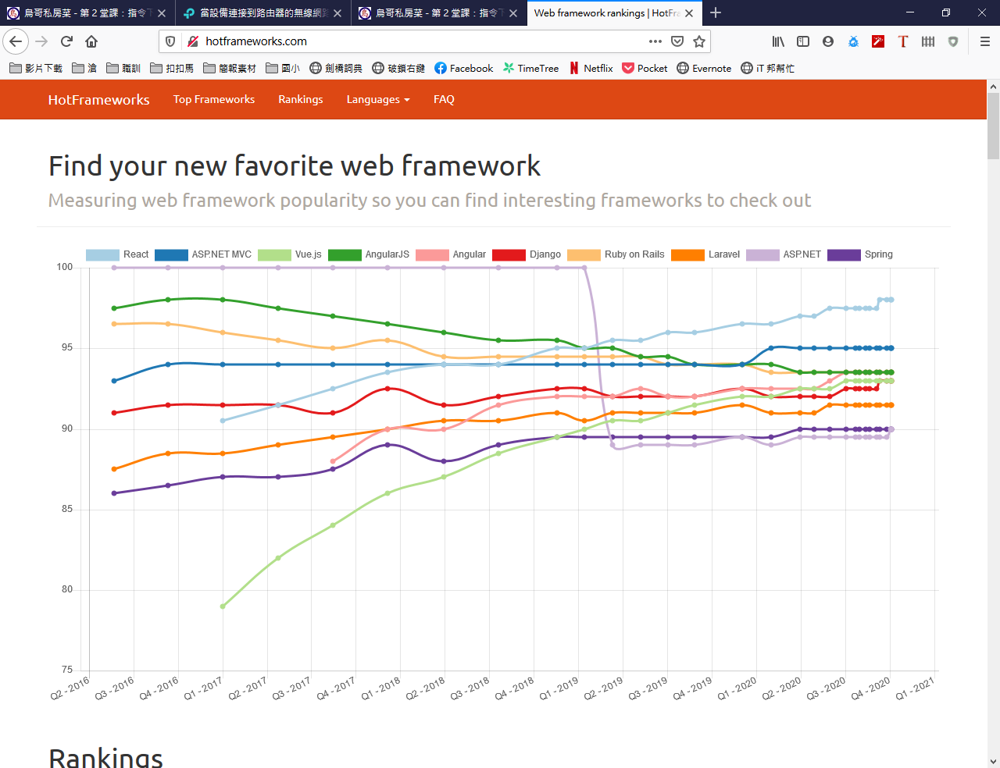 鳥哥私房菜 - 第 2 堂課：指令下
當設備連接到路由器的無線網路
鳥哥私房菜 - 第 2 堂課：指令下
Web framework rankings | HotFra
hotframeworks.com
影片下載 滄 職訓 扣扣馬 簡報素材 國小 劍橋詞典 破鎖右鍵 Facebook TimeTree Netflix Pocket Evernote iT 邦幫忙
HotFrameworks Top Frameworks Rankings Languages FAQ
Find your new favorite web framework
Measuring web framework popularity so you can find interesting frameworks to check out
React ASP.NET MVC Vue.js AngularJS Angular Django Ruby on Rails Laravel ASP.NET Spring
100
95
90
85
80
75
Q2 - 2016 Q3 - 2016 Q4 - 2016 Q1 - 2017 Q2 - 2017 Q3 - 2017 Q4 - 2017 Q1 - 2018 Q2 - 2018 Q3 - 2018 Q4 - 2018 Q1 - 2019 Q2 - 2019 Q3 - 2019 Q4 - 2019 Q1 - 2020 Q2 - 2020 Q3 - 2020 Q4 - 2020 Q1 - 2021
Rankings